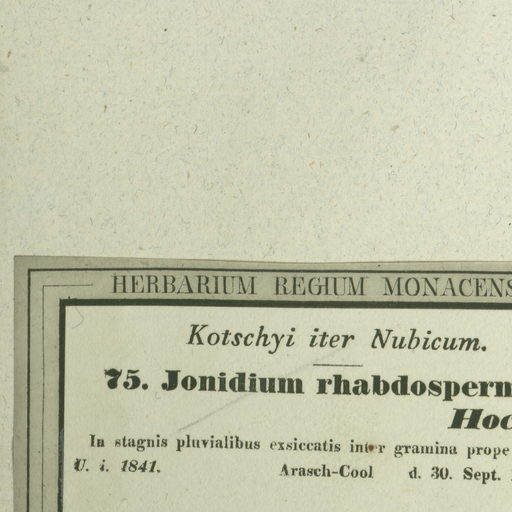 HERBARIUM REGIUM MONACENS
Kotschyi iter Nubicum.
75. Jonidium rhabdosperm
Hoc
In stagnis pluvialibus exsiccatis inter gramina prope
U. i. 1841. Arasch-Cool d. 30. Sept.